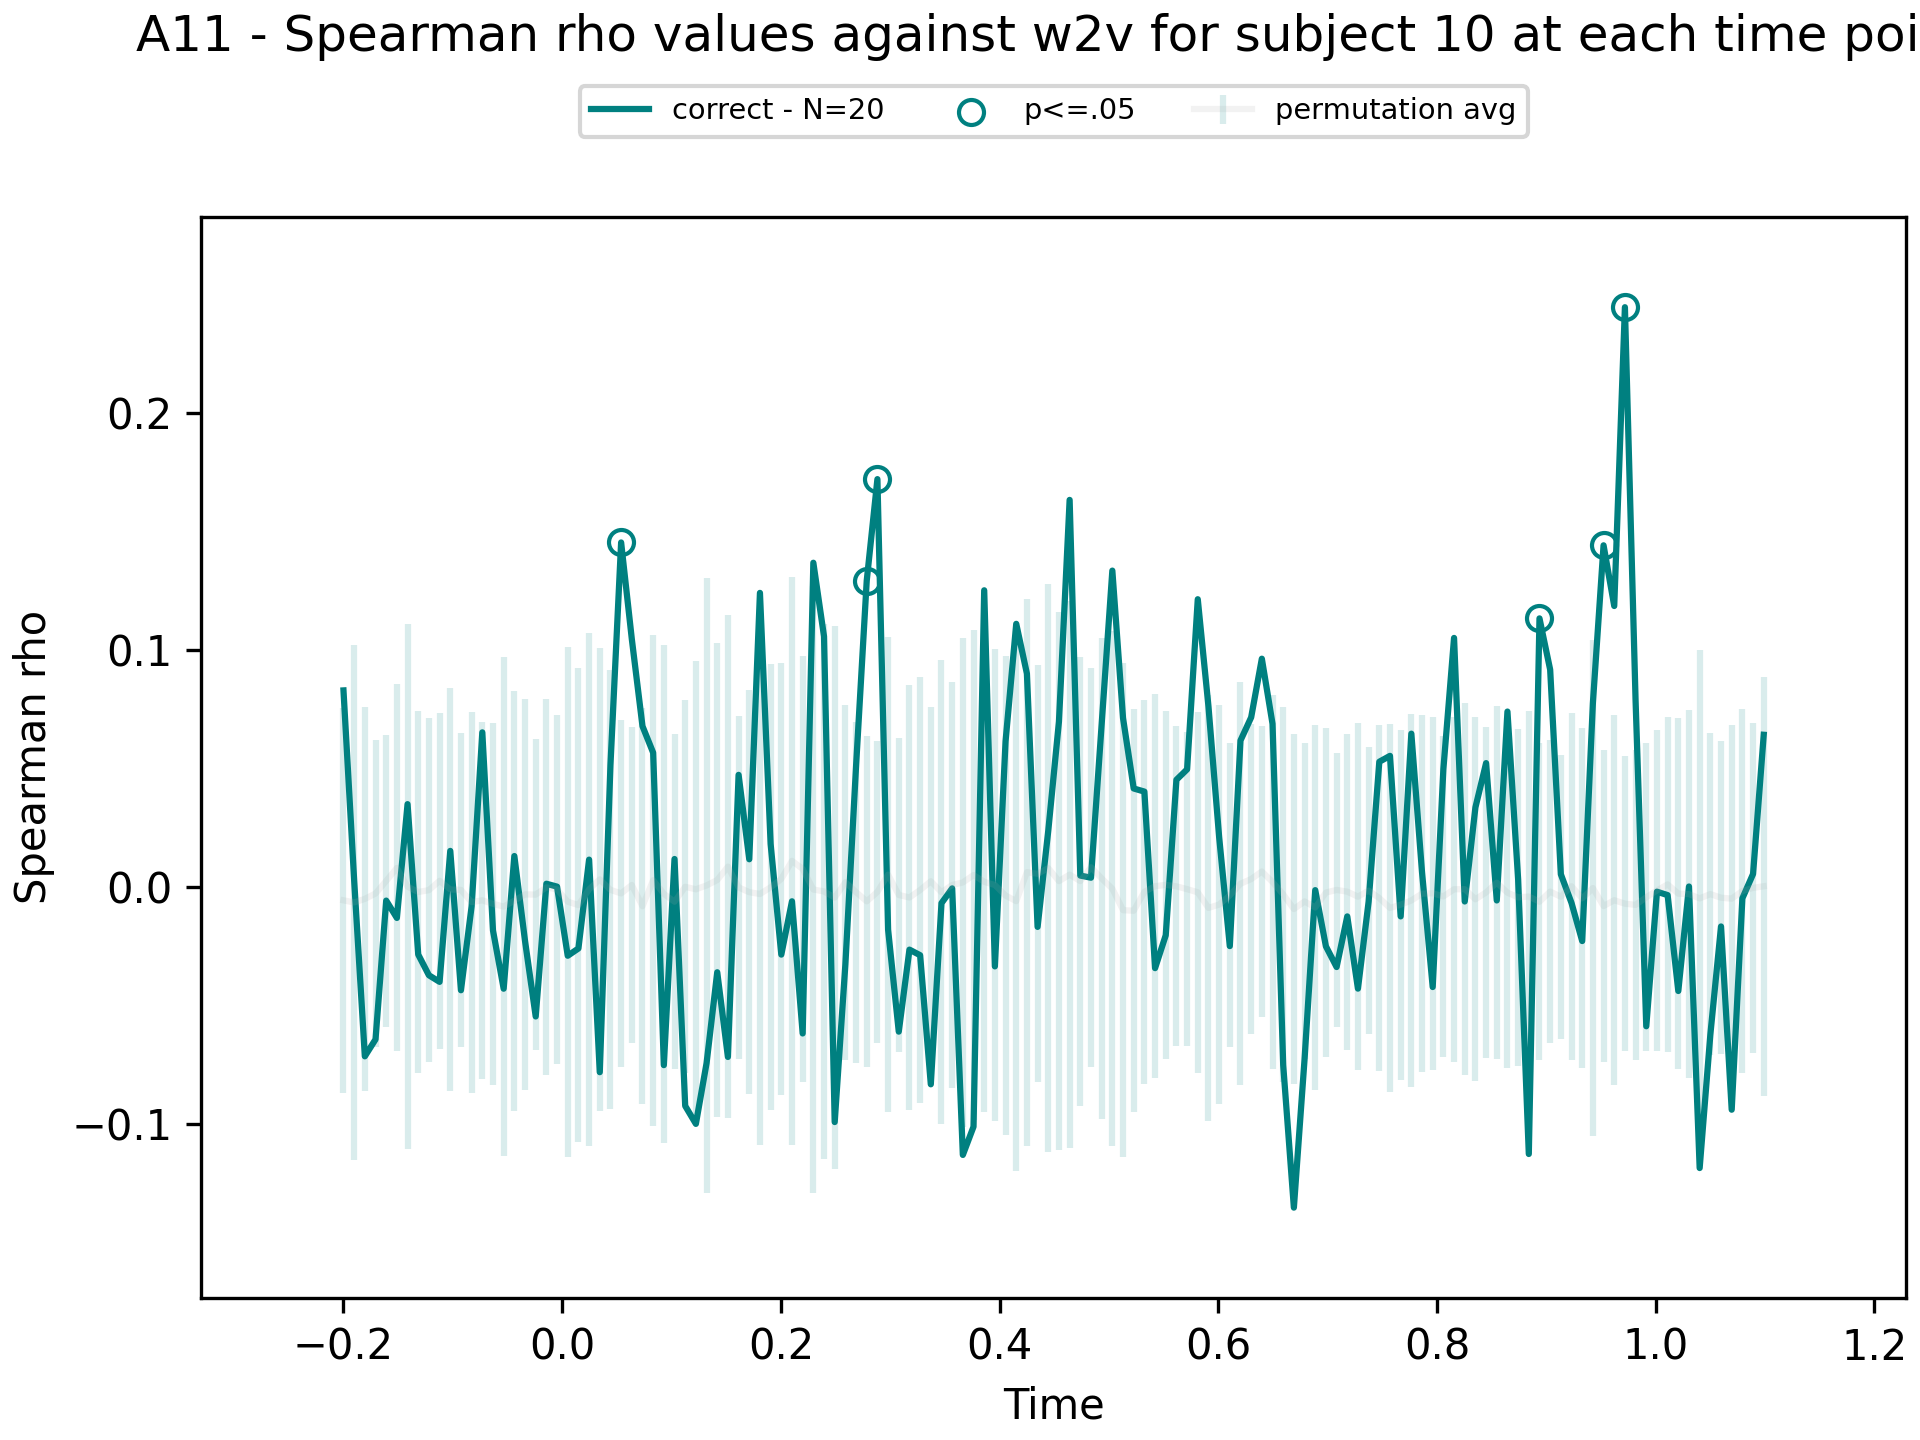 A11 - Spearman rho values against w2v for subject 10 at each time poi
correct - N=20 p<=.05 permutation avg
Spearman rho
0.2
0.1
0.0
−0.1
−0.2 0.0 0.2 0.4 0.6 0.8 1.0 1.2
Time